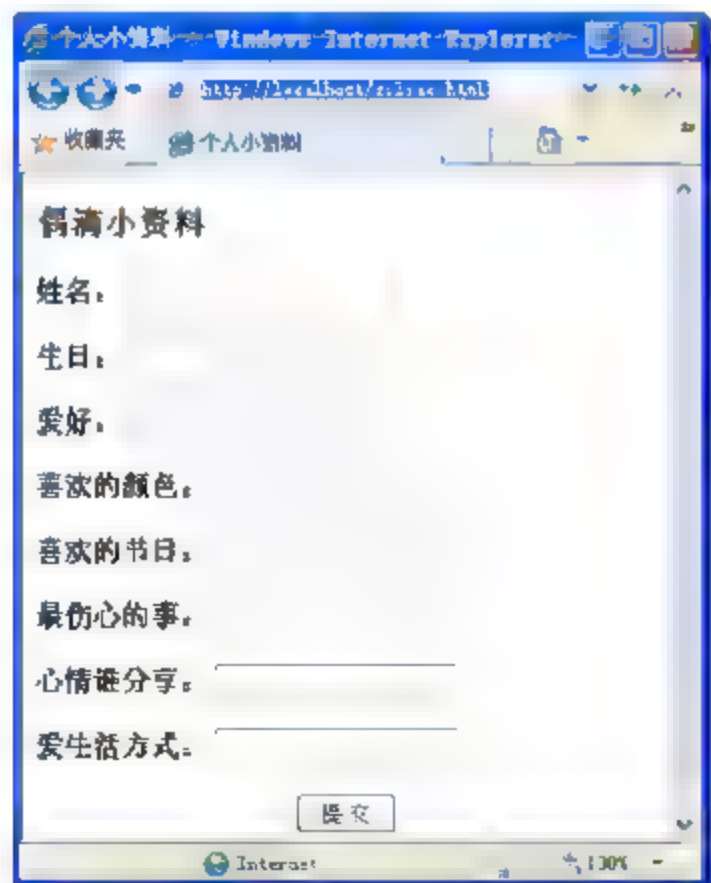 个人小资料 - Windows Internet Explorer
收藏夹 个人小资料
偶滴小资料
姓名:
生日:
爱好:
喜欢的颜色:
喜欢的节日:
最伤心的事:
心情谁分享:
爱生活方式:
提交
Internet 100%